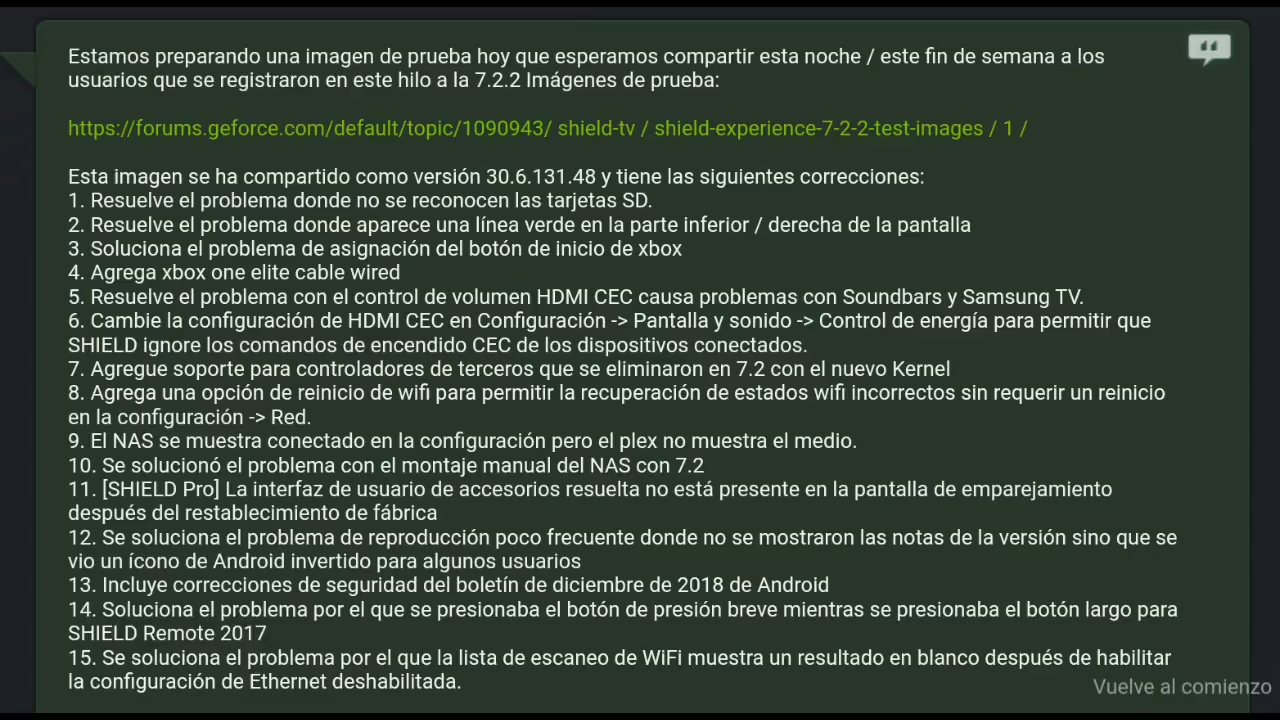 Estamos preparando una imagen de prueba hoy que esperamos compartir esta noche / este fin de semana a los
usuarios que se registraron en este hilo a la 7.2.2 Imágenes de prueba:
https://forums.geforce.com/default/topic/1090943/ shield-tv / shield-experience-7-2-2-test-images / 1 /
Esta imagen se ha compartido como versión 30.6.131.48 y tiene las siguientes correcciones:
1. Resuelve el problema donde no se reconocen las tarjetas SD.
2. Resuelve el problema donde aparece una línea verde en la parte inferior / derecha de la pantalla
3. Soluciona el problema de asignación del botón de inicio de xbox
4. Agrega xbox one elite cable wired
5. Resuelve el problema con el control de volumen HDMI CEC causa problemas con Soundbars y Samsung TV.
6. Cambie la configuración de HDMI CEC en Configuración -> Pantalla y sonido -> Control de energía para permitir que
SHIELD ignore los comandos de encendido CEC de los dispositivos conectados.
7. Agregue soporte para controladores de terceros que se eliminaron en 7.2 con el nuevo Kernel
8. Agrega una opción de reinicio de wifi para permitir la recuperación de estados wifi incorrectos sin requerir un reinicio
en la configuración -> Red.
9. El NAS se muestra conectado en la configuración pero el plex no muestra el medio.
10. Se solucionó el problema con el montaje manual del NAS con 7.2
11. [SHIELD Pro] La interfaz de usuario de accesorios resuelta no está presente en la pantalla de emparejamiento
después del restablecimiento de fábrica
12. Se soluciona el problema de reproducción poco frecuente donde no se mostraron las notas de la versión sino que se
vio un ícono de Android invertido para algunos usuarios
13. Incluye correcciones de seguridad del boletín de diciembre de 2018 de Android
14. Soluciona el problema por el que se presionaba el botón de presión breve mientras se presionaba el botón largo para
SHIELD Remote 2017
15. Se soluciona el problema por el que la lista de escaneo de WiFi muestra un resultado en blanco después de habilitar
la configuración de Ethernet deshabilitada.
Vuelve al comienzo